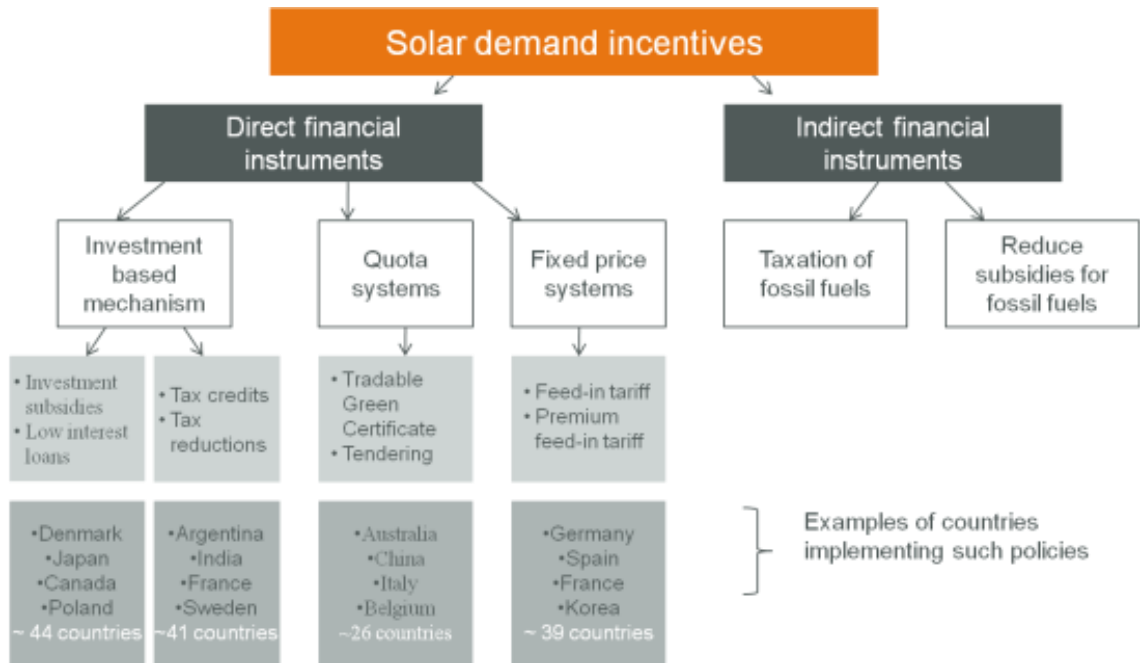 Solar demand incentives
Direct financial
instruments
Indirect financial
instruments
Investment
based
mechanism
Quota
systems
Fixed price
systems
Taxation of
fossil fuels
Reduce
subsidies for
fossil fuels
• Investment
subsidies
• Low interest
loans
• Tax credits
• Tax
reductions
• Tradable
Green
Certificate
• Tendering
• Feed-in tariff
• Premium
feed-in tariff
•Denmark
•Japan
•Canada
•Poland
~ 44 countries
•Argentina
•India
•France
•Sweden
~41 countries
•Australia
•China
•Italy
•Belgium
~26 countries
•Germany
•Spain
•France
•Korea
~ 39 countries
Examples of countries
implementing such policies